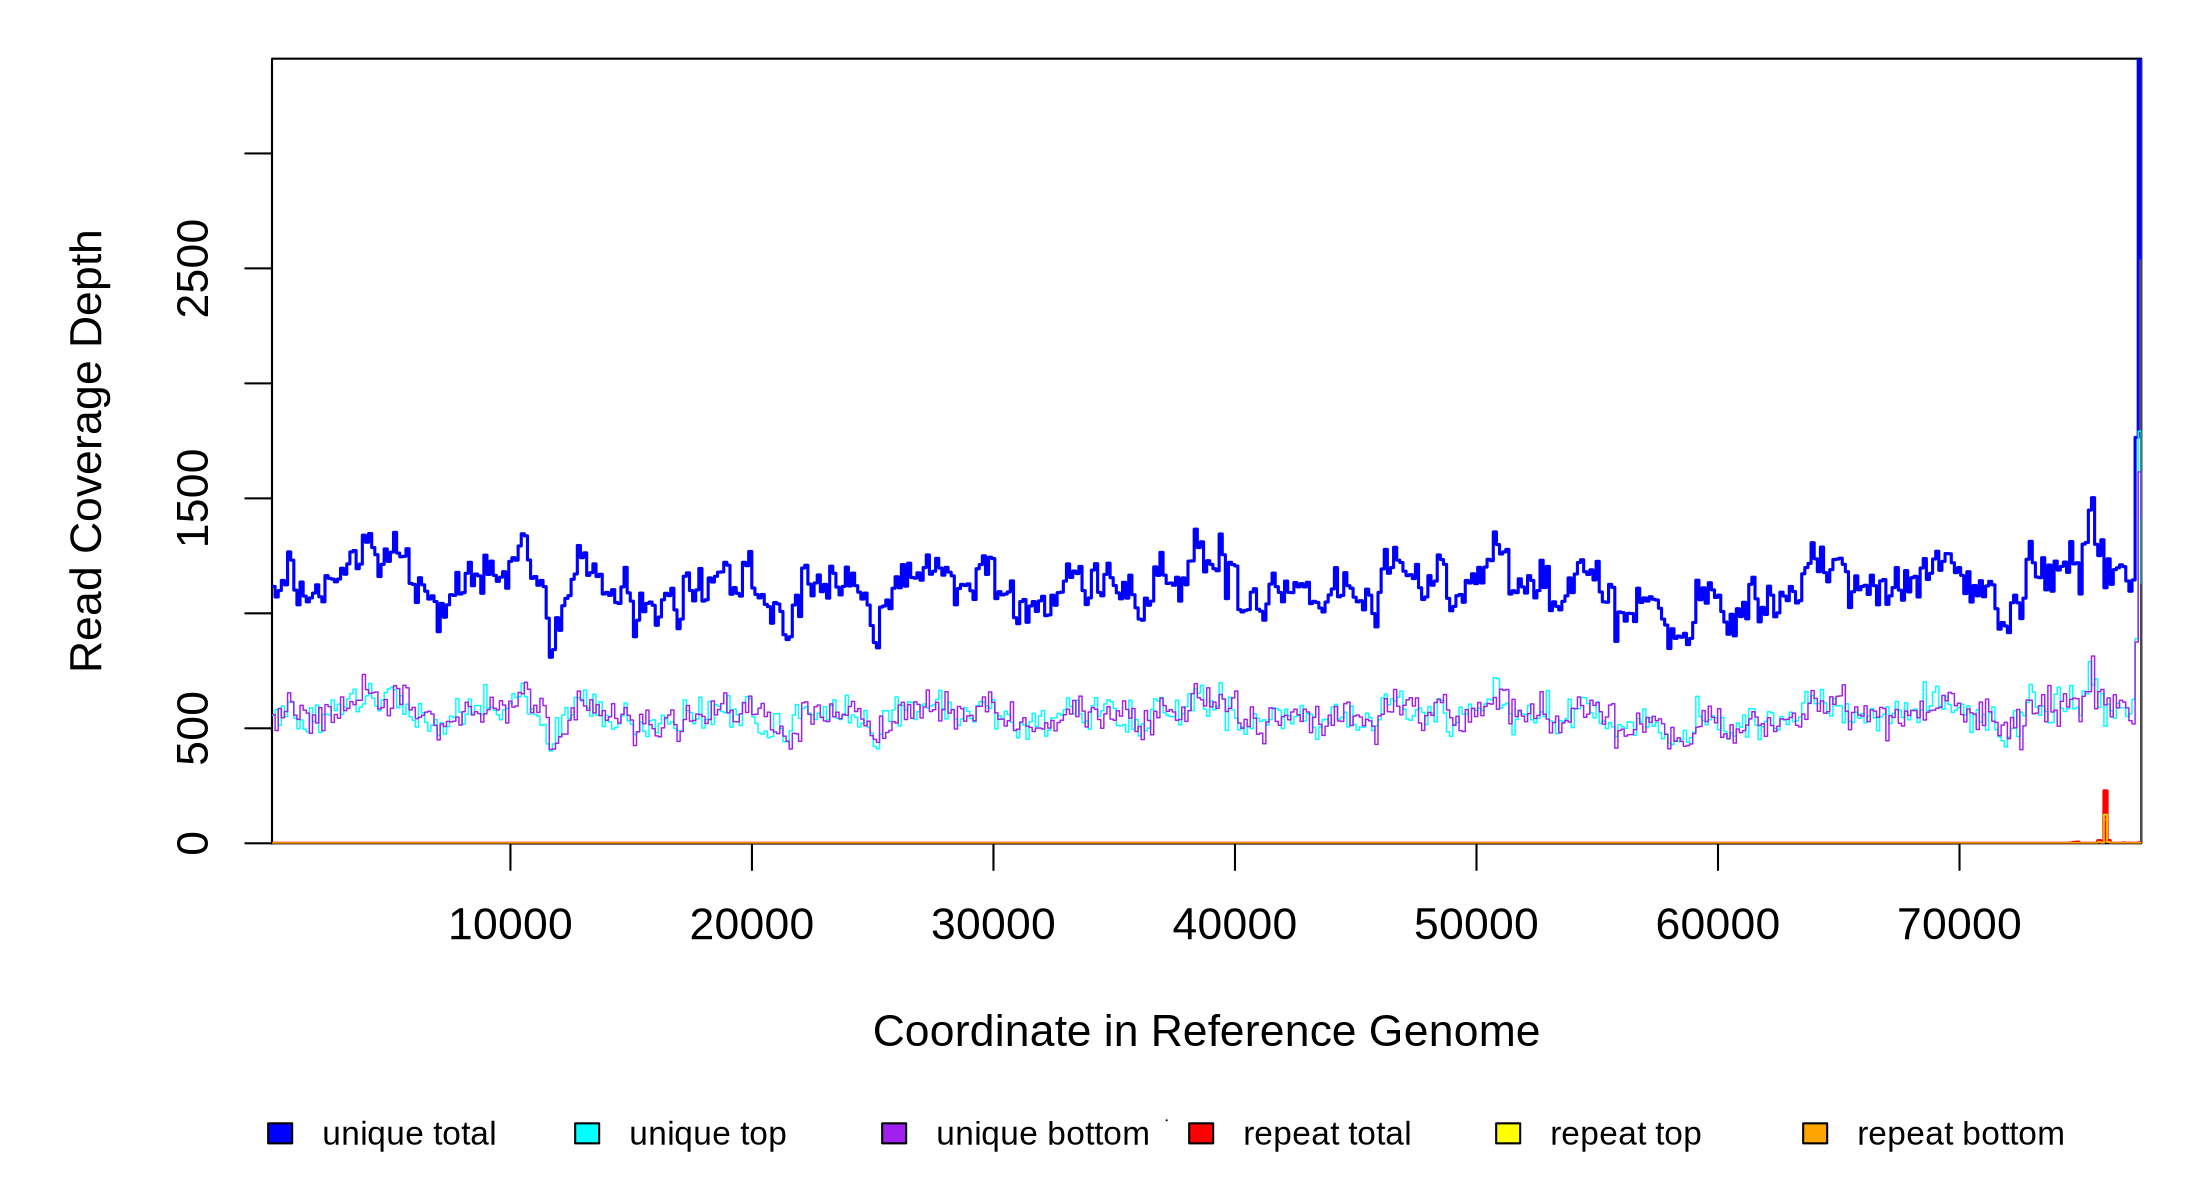 Read Coverage Depth
2500
1500
500
0
10000 20000 30000 40000 50000 60000 70000
Coordinate in Reference Genome
unique total unique top unique bottom repeat total repeat top repeat bottom